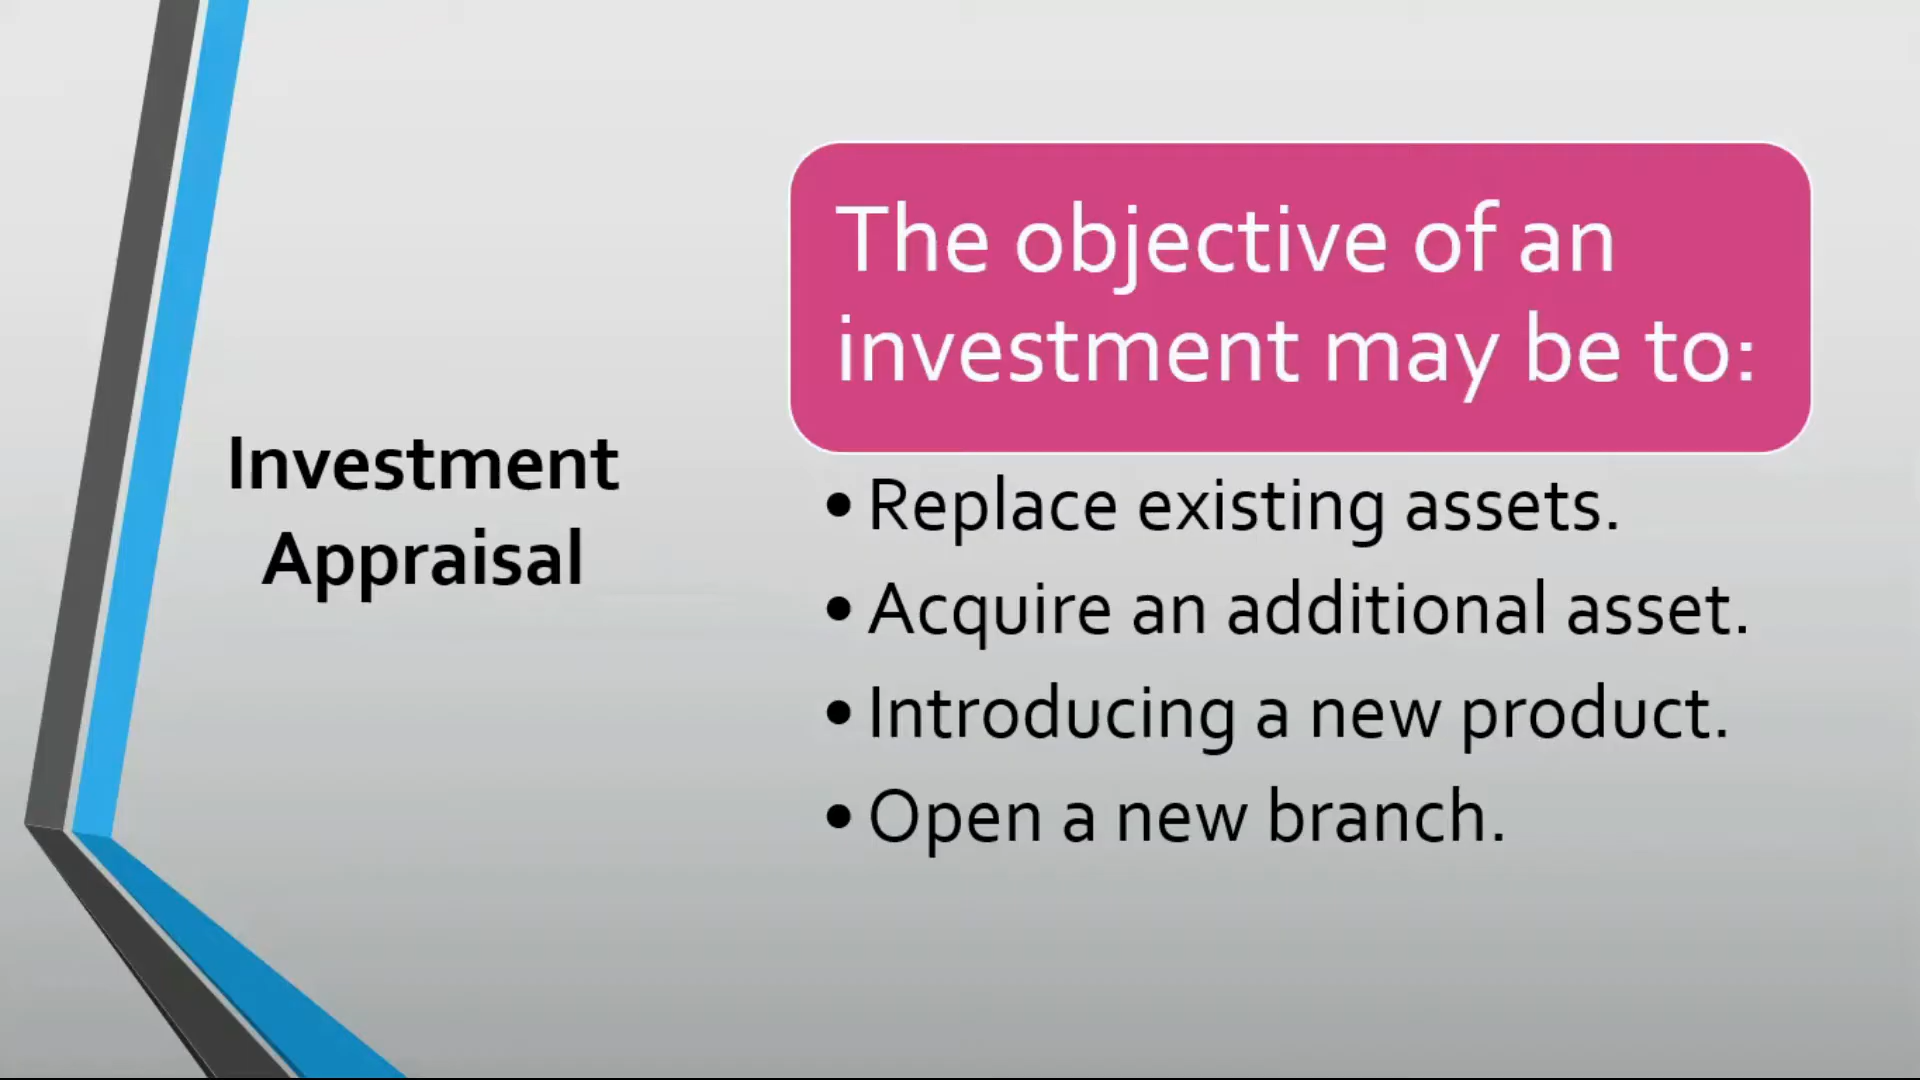 Investment
Appraisal
The objective of an
investment may be to:
• Replace existing assets.
• Acquire an additional asset.
• Introducing a new product.
• Open a new branch.